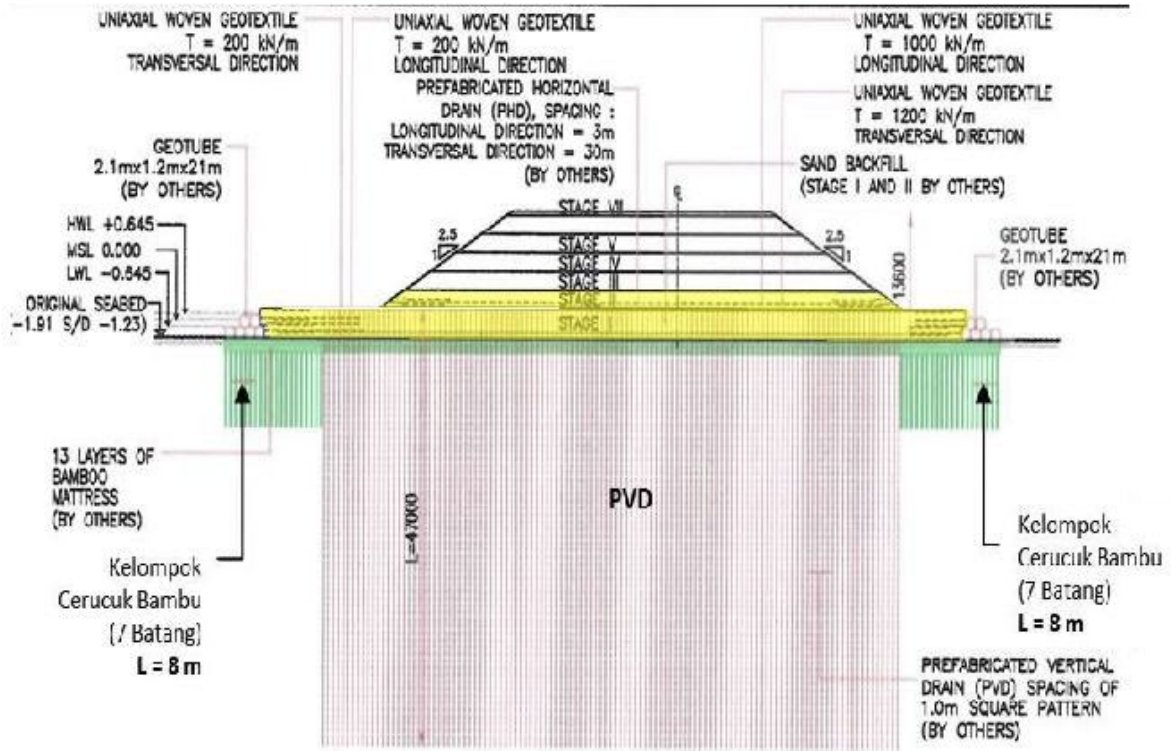 UNIAXIAL WOVEN GEOTEXTILE
T = 200 kN/m
TRANSVERSAL DIRECTION
UNIAXIAL WOVEN GEOTEXTILE
T = 200 kN/m
LONGITUDINAL DIRECTION
PREFABRICATED HORIZONTAL
DRAIN (PHD), SPACING :
LONGITUDINAL DIRECTION = 3m
TRANSVERSAL DIRECTION = 30m
(BY OTHERS)
UNIAXIAL WOVEN GEOTEXTILE
T = 1000 kN/m
LONGITUDINAL DIRECTION
UNIAXIAL WOVEN GEOTEXTILE
T = 1200 kN/m
TRANSVERSAL DIRECTION
SAND BACKFILL
(STAGE I AND II BY OTHERS)
GEOTUBE
2.1mx1.2mx21m
(BY OTHERS)
HWL +0.645
MSL 0.000
LWL -0.545
ORIGINAL SEABED
(-1.91 S/D -1.23)
STAGE VII
STAGE V
STAGE
STAGE
STAGE
STAGE I
2.5
1
2.5
1
13600
GEOTUBE
2.1mx1.2mx21m
(BY OTHERS)
13 LAYERS OF
BAMBOO
MATTRESS
(BY OTHERS)
PVD
L=47000
Kelompok
Cerucuk Bambu
(7 Batang)
L = 8 m
Kelompok
Cerucuk Bambu
(7 Batang)
L = 8 m
PREFABRICATED VERTICAL
DRAIN (PVD) SPACING OF
1.0m SQUARE PATTERN
(BY OTHERS)